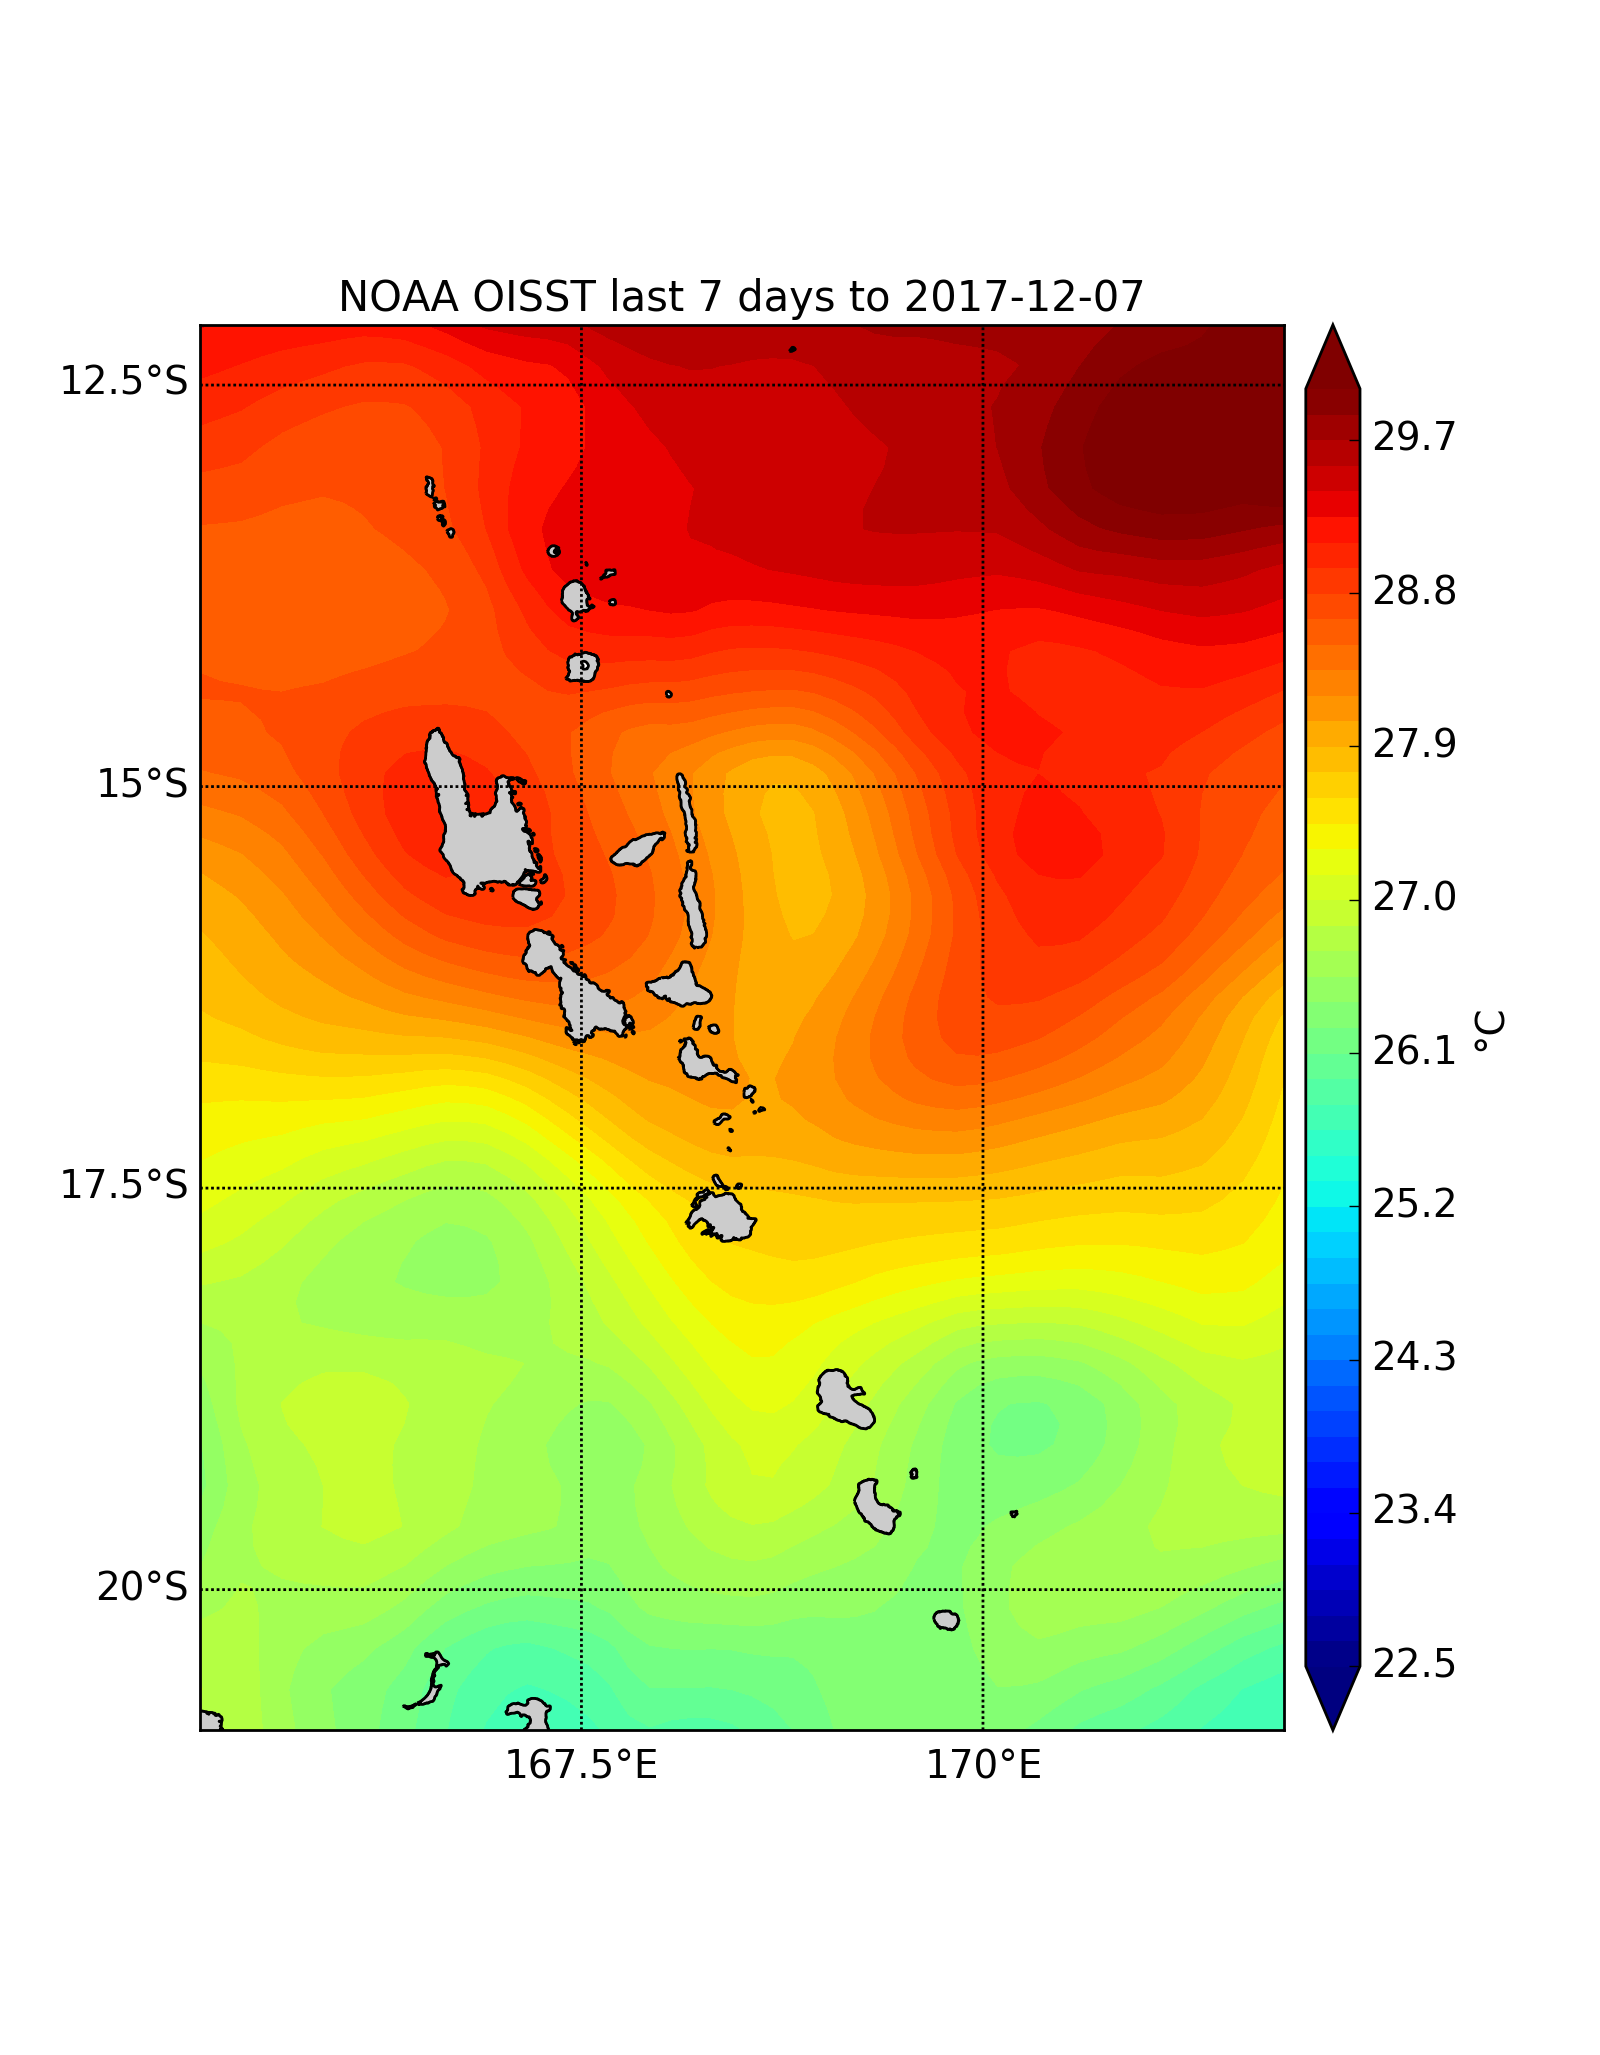 NOAA OISST last 7 days to 2017-12-07
12.5°S
15°S
17.5°S
20°S
167.5°E
170°E
29.7
28.8
27.9
27.0
26.1
25.2
24.3
23.4
22.5
°C